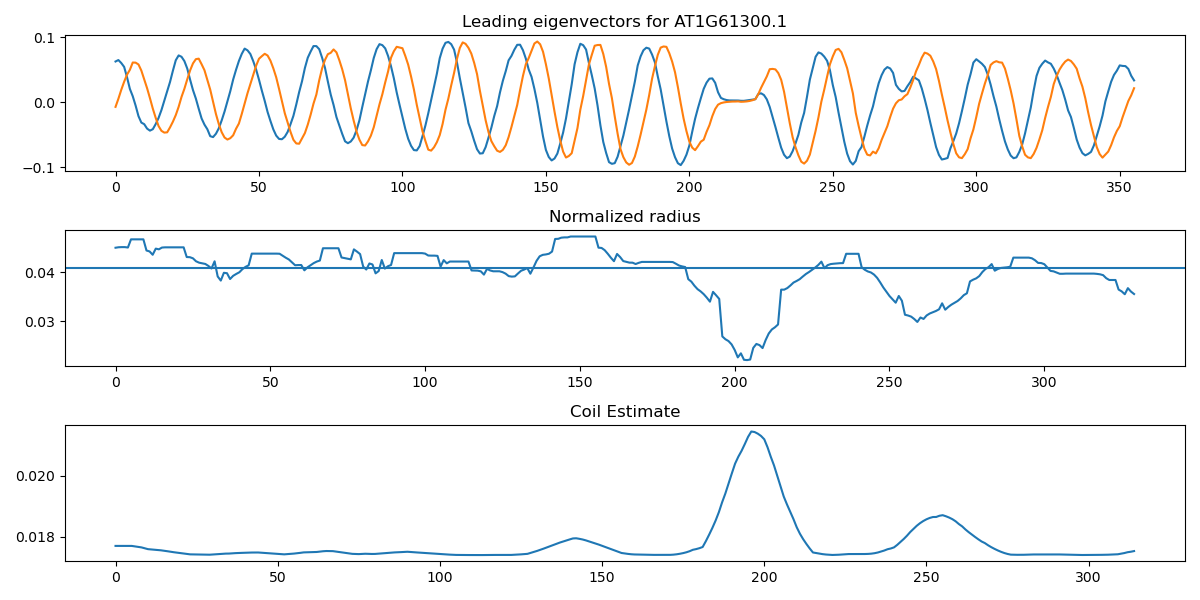 Leading eigenvectors for AT1G61300.1
0.1
0.0
−0.1
0 50 100 150 200 250 300 350
Normalized radius
0.04
0.03
0 50 100 150 200 250 300
Coil Estimate
0.020
0.018
0 50 100 150 200 250 300